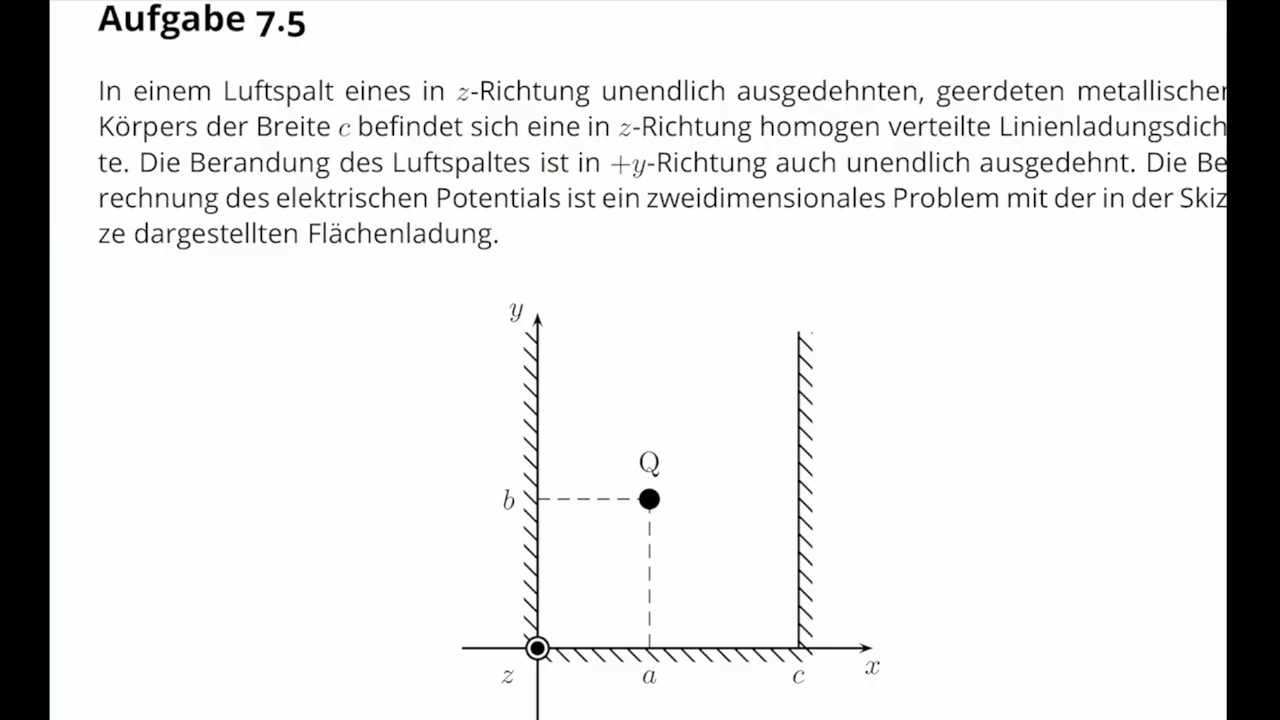 Aufgabe 7.5
In einem Luftspalt eines in z-Richtung unendlich ausgedehnten, geerdeten metallischer
Körpers der Breite c befindet sich eine in z-Richtung homogen verteilte Linienladungsdich
te. Die Berandung des Luftspaltes ist in +y-Richtung auch unendlich ausgedehnt. Die Be
rechnung des elektrischen Potentials ist ein zweidimensionales Problem mit der in der Skiz
ze dargestellten Flächenladung.
y
Q
b
z a c x